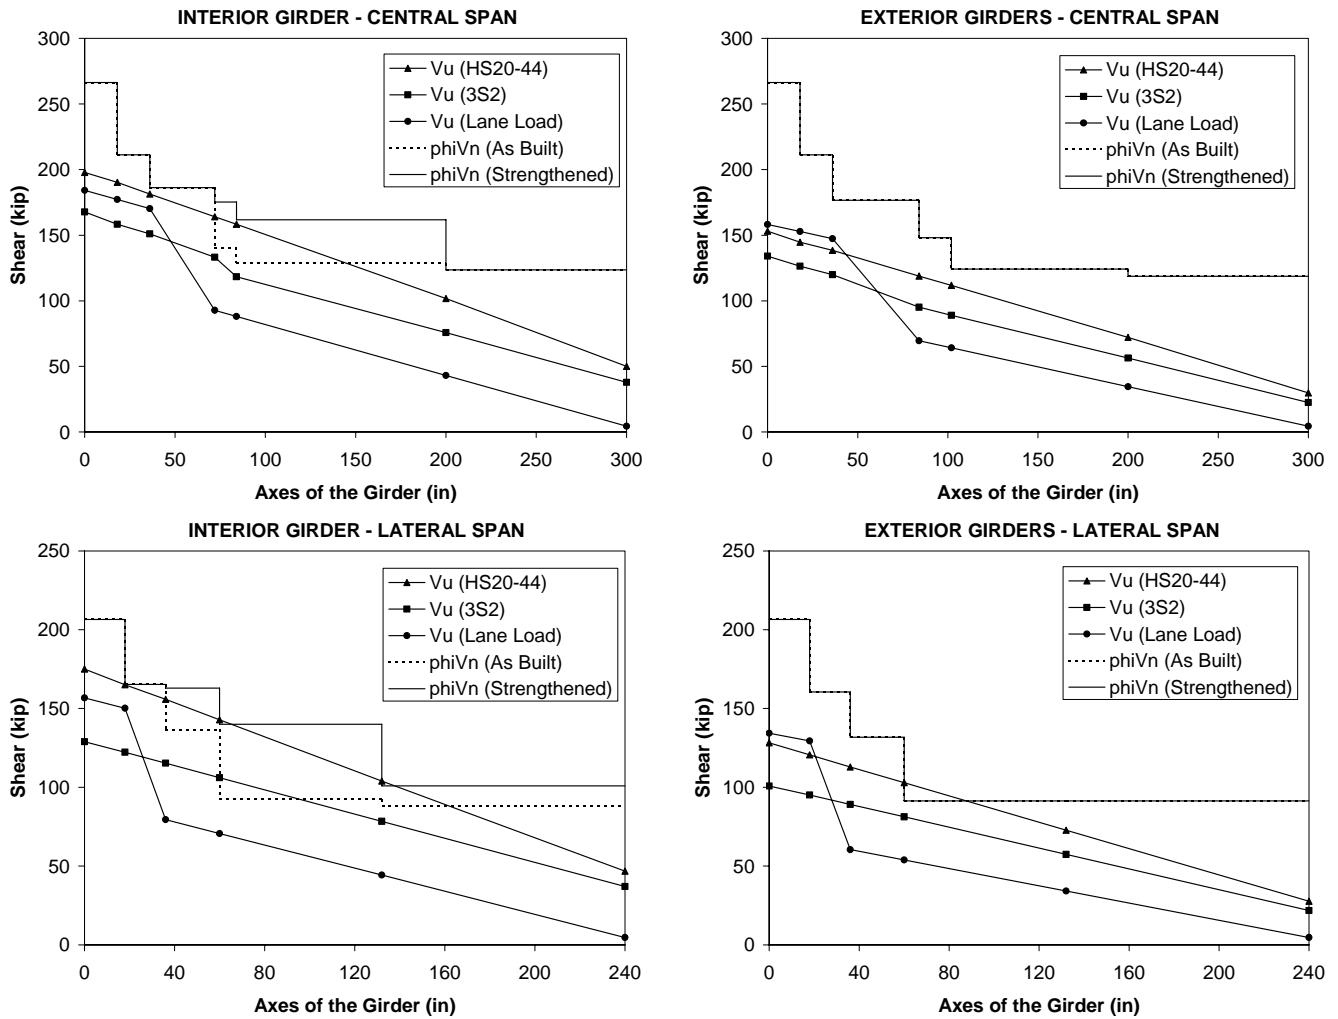 INTERIOR GIRDER - CENTRAL SPAN
300
250
200
150
100
50
0
Shear (kip)
Vu (HS20-44)
Vu (3S2)
Vu (Lane Load)
phiVn (As Built)
phiVn (Strengthened)
0 50 100 150 200 250 300
Axes of the Girder (in)
EXTERIOR GIRDERS - CENTRAL SPAN
300
250
200
150
100
50
0
Shear (kip)
Vu (HS20-44)
Vu (3S2)
Vu (Lane Load)
phiVn (As Built)
phiVn (Strengthened)
0 50 100 150 200 250 300
Axes of the Girder (in)
INTERIOR GIRDER - LATERAL SPAN
250
200
150
100
50
0
Shear (kip)
Vu (HS20-44)
Vu (3S2)
Vu (Lane Load)
phiVn (As Built)
phiVn (Strengthened)
0 40 80 120 160 200 240
Axes of the Girder (in)
EXTERIOR GIRDERS - LATERAL SPAN
250
200
150
100
50
0
Shear (kip)
Vu (HS20-44)
Vu (3S2)
Vu (Lane Load)
phiVn (As Built)
phiVn (Strengthened)
0 40 80 120 160 200 240
Axes of the Girder (in)